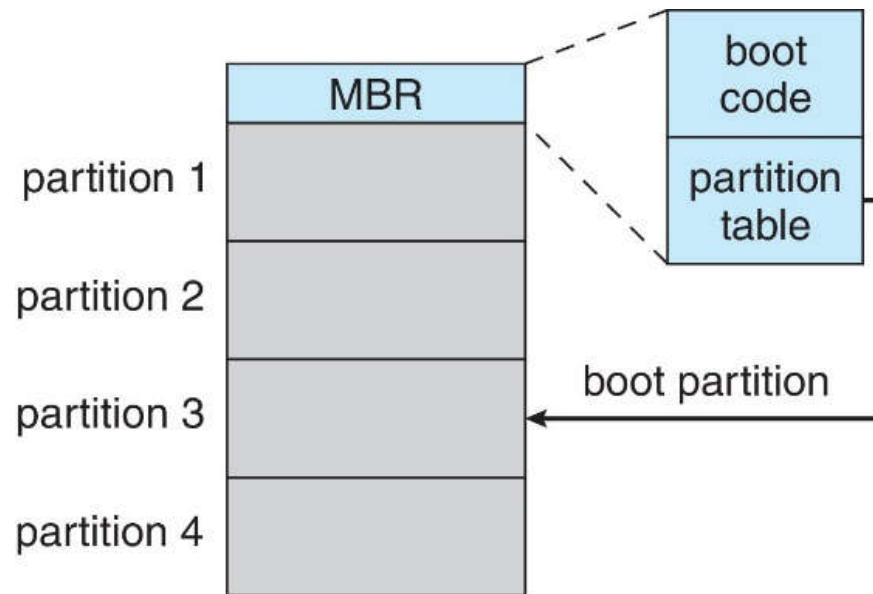 MBR
boot
code
partition
table
partition 1
partition 2
partition 3
partition 4
boot partition